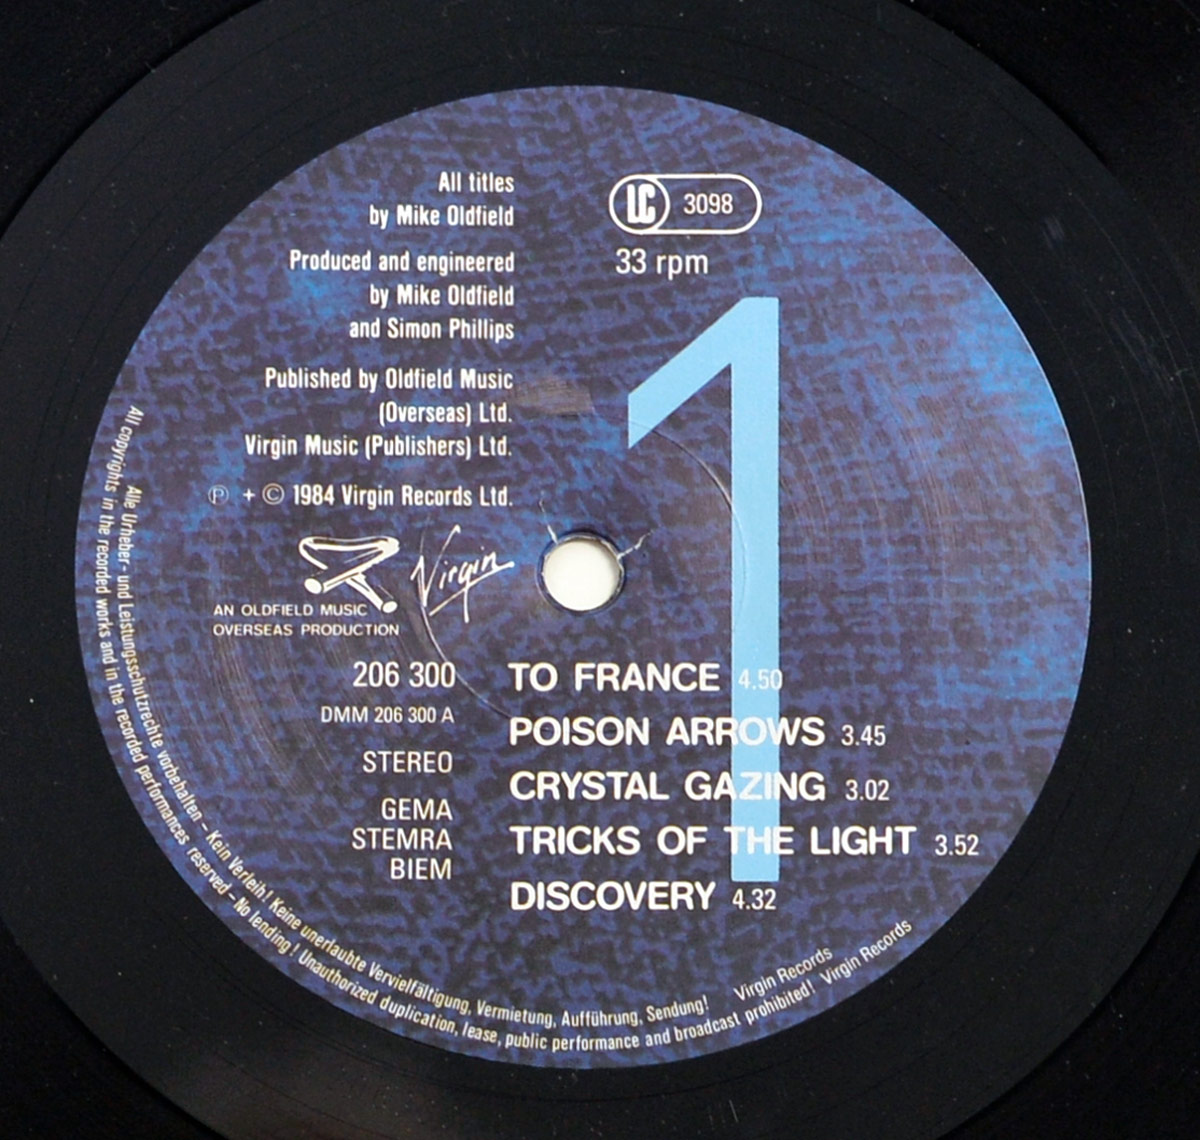 All titles
by Mike Oldfield
Produced and engineered
by Mike Oldfield
and Simon Phillips
Published by Oldfield Music
(Overseas) Ltd.
Virgin Music (Publishers) Ltd.
℗ + © 1984 Virgin Records Ltd.
LC 3098
33 rpm
1
Virgin
AN OLDFIELD MUSIC
OVERSEAS PRODUCTION
206 300
DMM 206 300 A
STEREO
GEMA
STEMRA
BIEM
TO FRANCE 4.50
POISON ARROWS 3.45
CRYSTAL GAZING 3.02
TRICKS OF THE LIGHT 3.52
DISCOVERY 4.32
Alle Urheber- und Leistungsschutzrechte vorbehalten – Kein Verleih! Keine unerlaubte Vervielfältigung, Vermietung, Aufführung, Sendung! Virgin Records
All copyrights in the recorded works and in the recorded performances reserved – No lending! Unauthorized duplication, lease, public performance and broadcast prohibited! Virgin Records